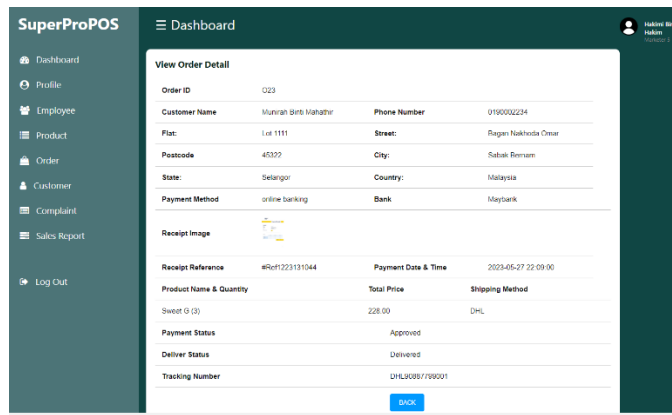 SuperProPOS
☰ Dashboard
Hakimi Bin
Hakim
Dashboard
Profile
Employee
Product
Order
Customer
Complaint
Sales Report
Log Out
View Order Detail
Order ID O23
Customer Name Munirah Binti Mahathir Phone Number 0190002234
Flat: Lot 1111 Street: Bagan Nakhoda Omar
Postcode 45322 City: Sabak Bernam
State: Selangor Country: Malaysia
Payment Method online banking Bank Maybank
Receipt Image
Receipt Reference #Ref1223131044 Payment Date & Time 2023-05-27 22:09:00
Product Name & Quantity Total Price Shipping Method
Sweet G (3) 228.00 DHL
Payment Status Approved
Deliver Status Delivered
Tracking Number DHL90887799001
BACK